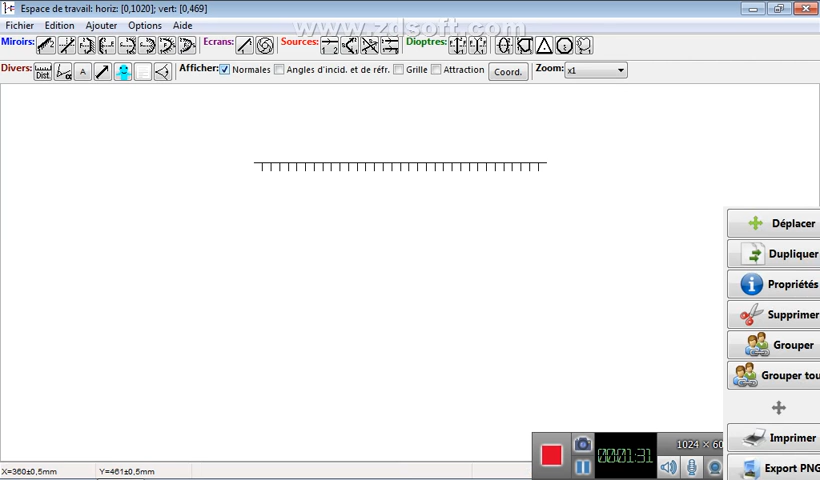 Espace de travail: horiz: [0,1020]; vert: [0,469]
www.zdsoft.com
Fichier Edition Ajouter Options Aide
Miroirs: Ecrans: Sources: Dioptres:
Divers: Dist. α A Afficher: Normales Angles d'incid. et de réfr. Grille Attraction Coord. Zoom: x1
Déplacer
Dupliquer
Propriétés
Supprimer
Grouper
Grouper tou
Imprimer
Export PNG
00:01:31
1024 × 60
X=360±0,5mm Y=461±0,5mm